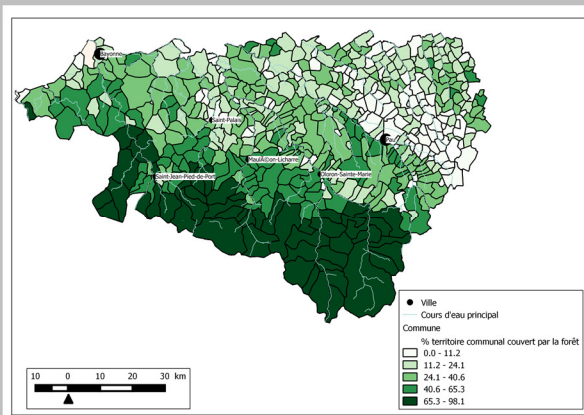 Bayonne
Saint-Palais
MaulÃ©on-Licharre
Pau
Saint-Jean-Pied-de-Port
Oloron-Sainte-Marie
Ville
Cours d'eau principal
Commune
% territoire communal couvert par la forêt
0.0 - 11.2
11.2 - 24.1
24.1 - 40.6
40.6 - 65.3
65.3 - 98.1
10 0 10 20 30 km